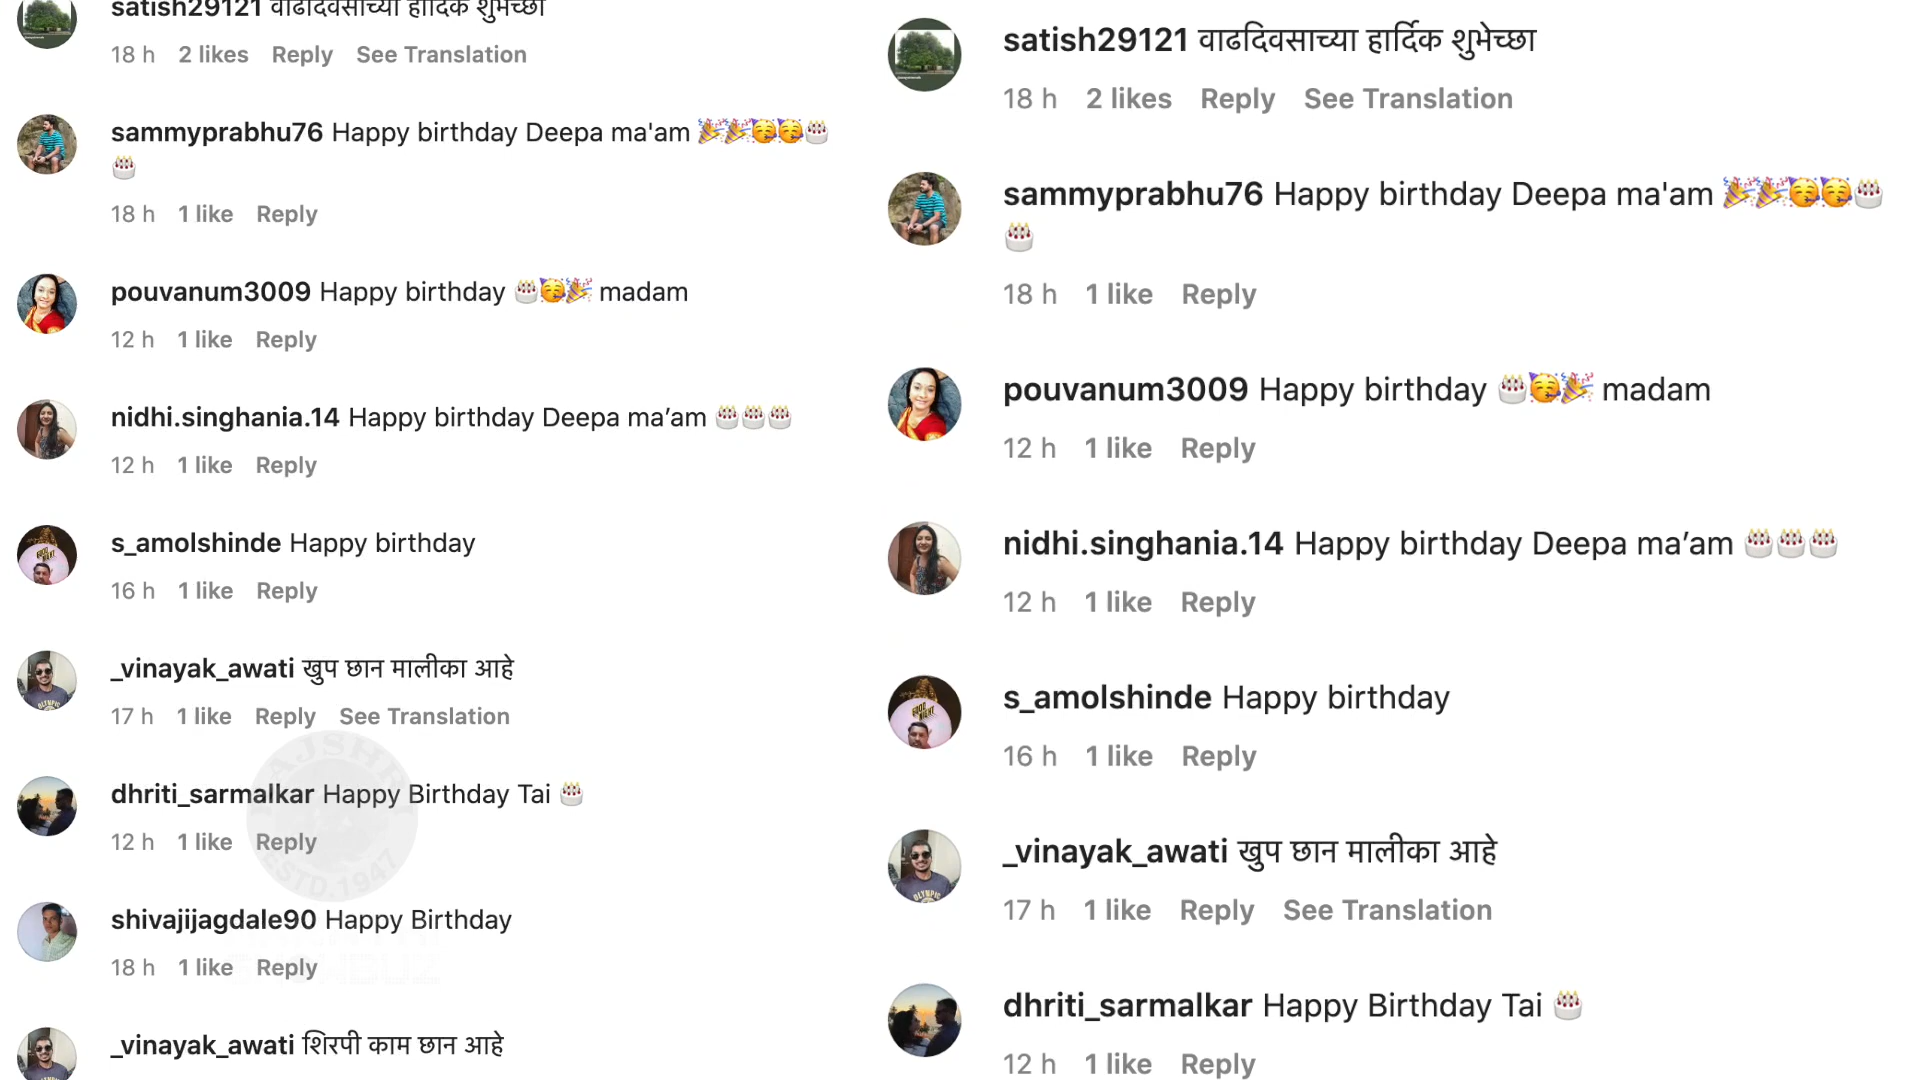 satish29121 वाढदिवसाच्या हार्दिक शुभेच्छा
18 h 2 likes Reply See Translation
sammyprabhu76 Happy birthday Deepa ma'am 🎉🎉🥳🥳🎂
🎂
18 h 1 like Reply
pouvanum3009 Happy birthday 🎂🥳🎉 madam
12 h 1 like Reply
nidhi.singhania.14 Happy birthday Deepa ma’am 🎂🎂🎂
12 h 1 like Reply
s_amolshinde Happy birthday
16 h 1 like Reply
_vinayak_awati खुप छान मालीका आहे
17 h 1 like Reply See Translation
dhriti_sarmalkar Happy Birthday Tai 🎂
12 h 1 like Reply
shivajijagdale90 Happy Birthday
18 h 1 like Reply
_vinayak_awati शिरपी काम छान आहे
RAJSHRI
ESTD.1947
satish29121 वाढदिवसाच्या हार्दिक शुभेच्छा
18 h 2 likes Reply See Translation
sammyprabhu76 Happy birthday Deepa ma'am 🎉🎉🥳🥳🎂
🎂
18 h 1 like Reply
pouvanum3009 Happy birthday 🎂🥳🎉 madam
12 h 1 like Reply
nidhi.singhania.14 Happy birthday Deepa ma’am 🎂🎂🎂
12 h 1 like Reply
s_amolshinde Happy birthday
16 h 1 like Reply
_vinayak_awati खुप छान मालीका आहे
17 h 1 like Reply See Translation
dhriti_sarmalkar Happy Birthday Tai 🎂
12 h 1 like Reply